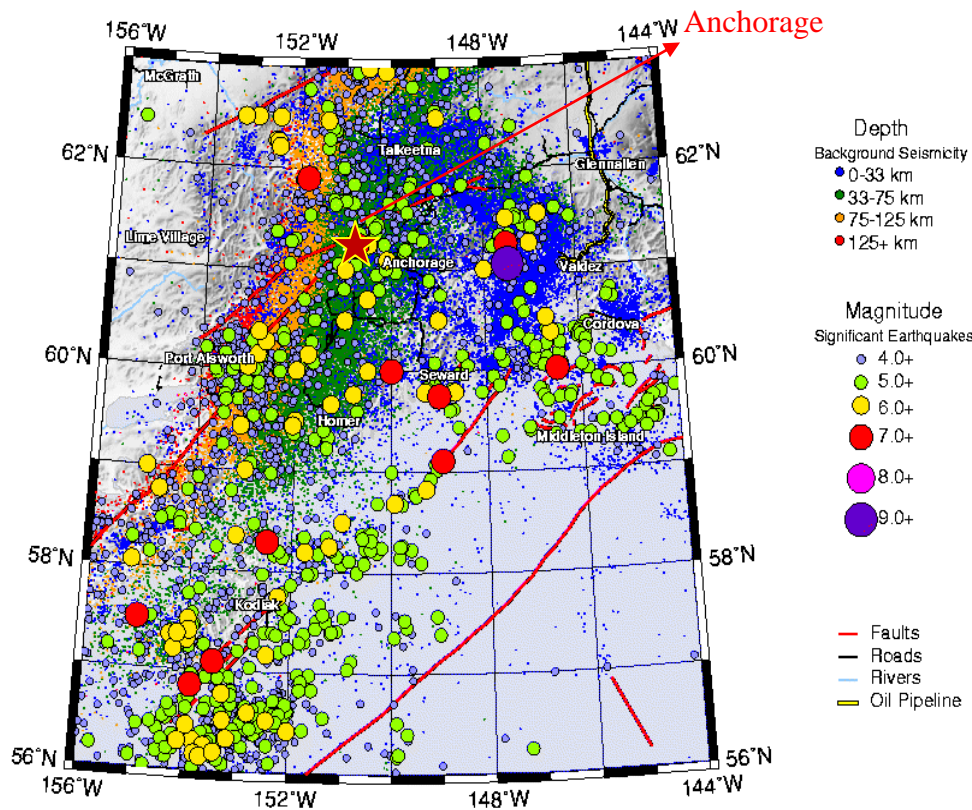 Anchorage
156°W
152°W
148°W
144°W
McGrath
Talkeetna
62°N
62°N
Glennallen
Lime Village
Anchorage
Valdez
Cordova
60°N
60°N
Port Alsworth
Seward
Homer
Middleton Island
58°N
58°N
Kodiak
56°N
56°N
156°W
152°W
148°W
144°W
Depth
Background Seismicity
0-33 km
33-75 km
75-125 km
125+ km
Magnitude
Significant Earthquakes
4.0+
5.0+
6.0+
7.0+
8.0+
9.0+
Faults
Roads
Rivers
Oil Pipeline